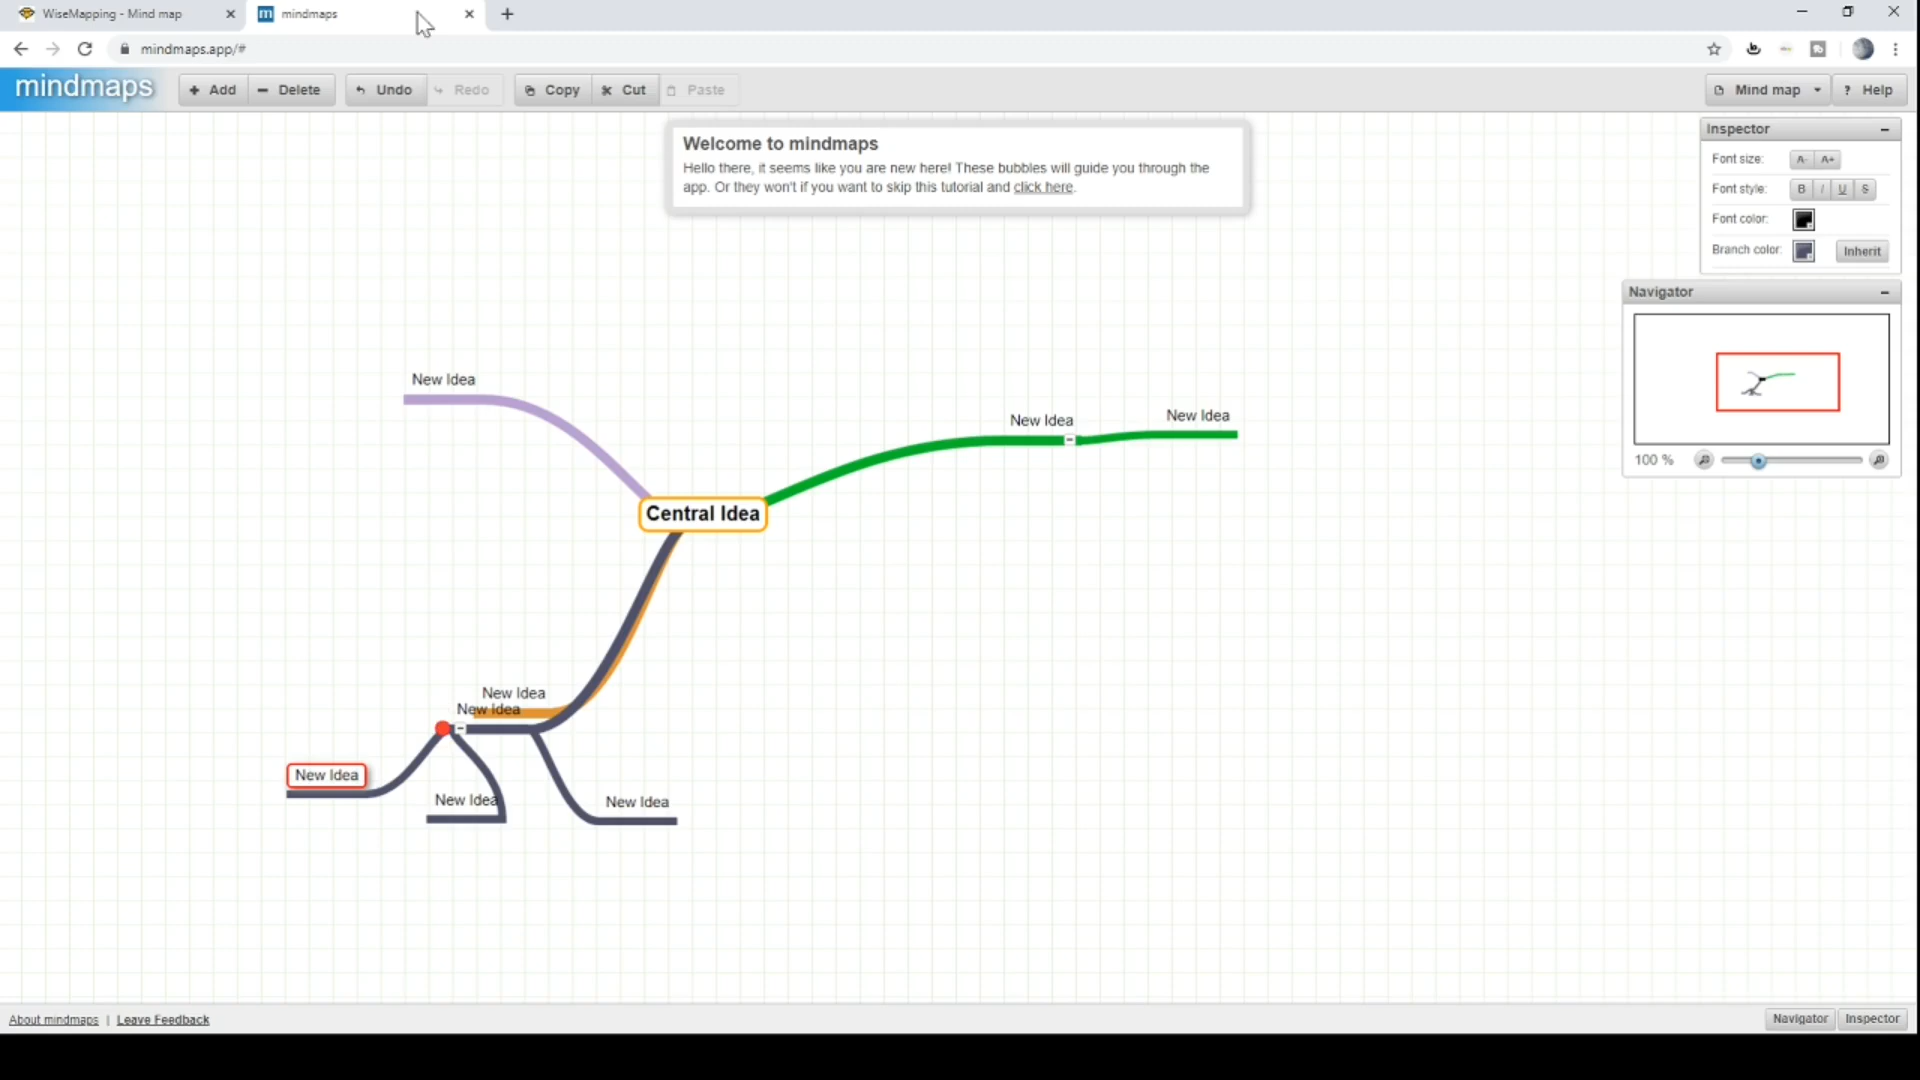 WiseMapping - Mind map
mindmaps
mindmaps.app/#
mindmaps
Add
Delete
Undo
Redo
Copy
Cut
Paste
Mind map
? Help
Welcome to mindmaps
Hello there, it seems like you are new here! These bubbles will guide you through the
app. Or they won't if you want to skip this tutorial and click here.
Inspector
Font size: A- A+
Font style: B I U S
Font color:
Branch color: Inherit
Navigator
100 %
New Idea
New Idea
New Idea
Central Idea
New Idea
New Idea
New Idea
New Idea
New Idea
About mindmaps | Leave Feedback
Navigator
Inspector